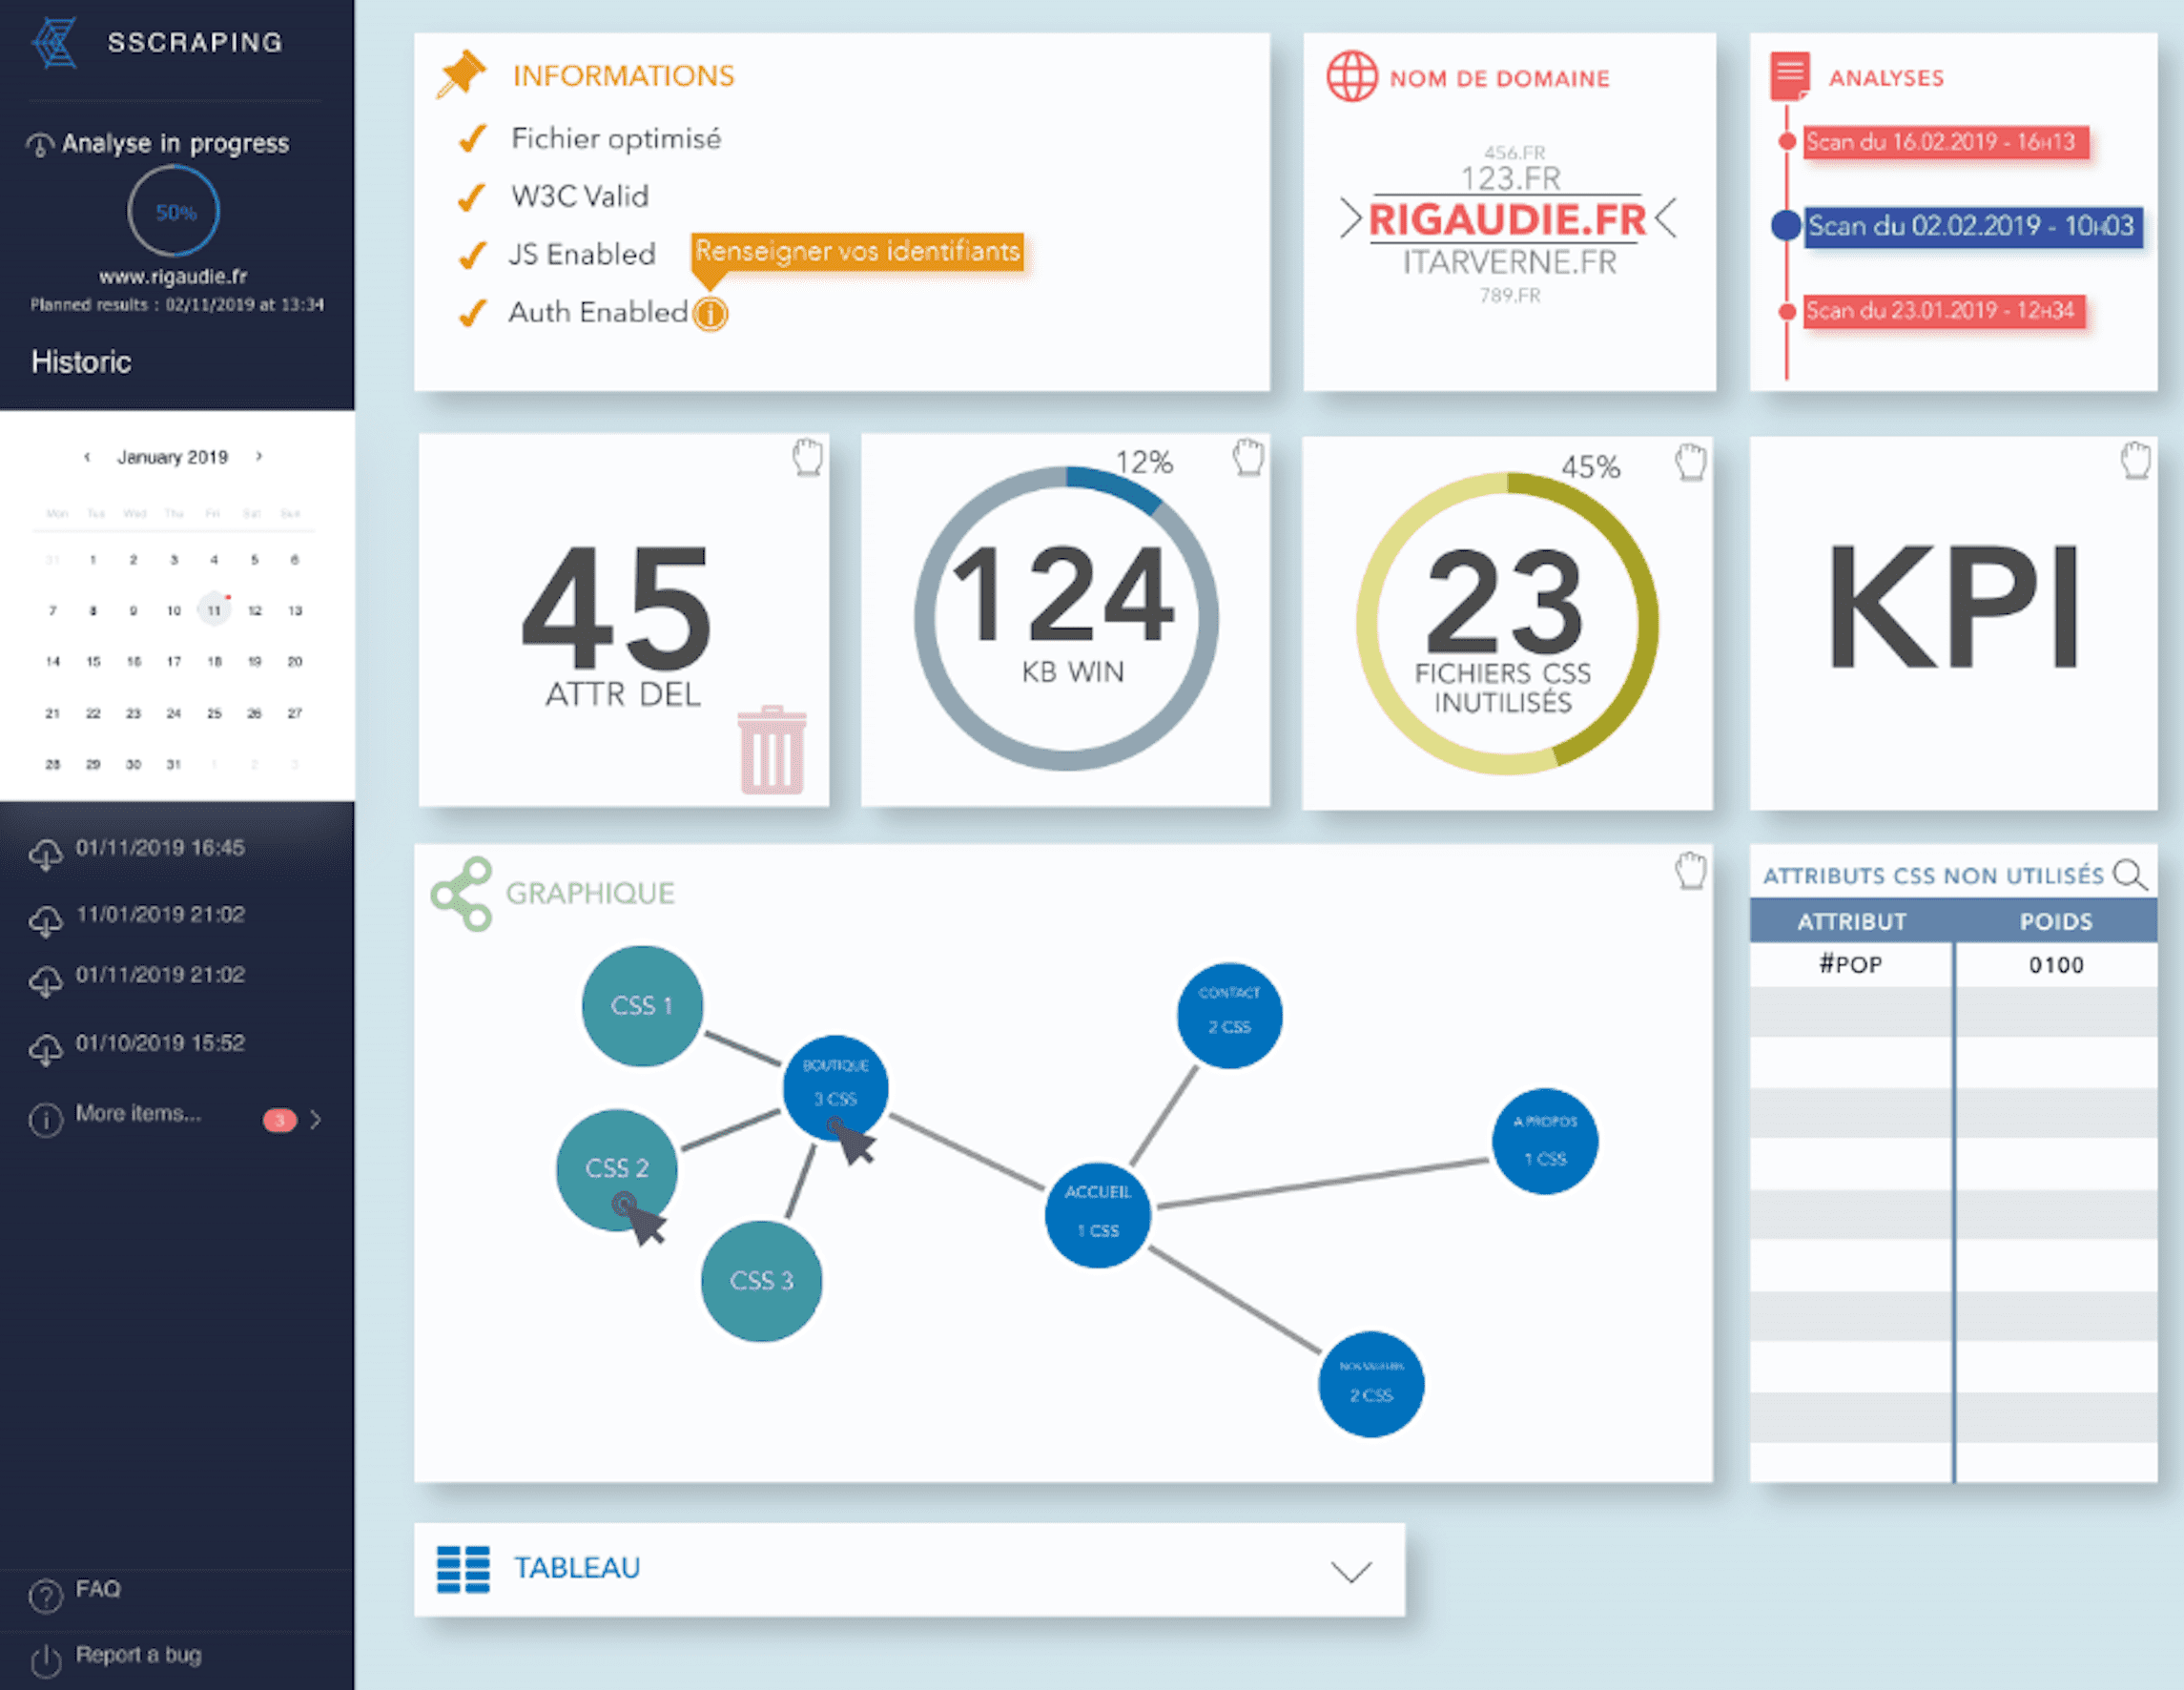 SSCRAPING
Analyse in progress
50%
www.rigaudie.fr
Planned results : 02/11/2019 at 13:34
Historic
‹ January 2019 ›
Mon Tue Wed Thu Fri Sat Sun
31 1 2 3 4 5 6
7 8 9 10 11 12 13
14 15 16 17 18 19 20
21 22 23 24 25 26 27
28 29 30 31 1 2 3
01/11/2019 16:45
11/01/2019 21:02
01/11/2019 21:02
01/10/2019 15:52
More items... 3
FAQ
Report a bug
INFORMATIONS
Fichier optimisé
W3C Valid
JS Enabled
Renseigner vos identifiants
Auth Enabled
NOM DE DOMAINE
456.FR
123.FR
RIGAUDIE.FR
ITARVERNE.FR
789.FR
ANALYSES
Scan du 16.02.2019 - 16H13
Scan du 02.02.2019 - 10H03
Scan du 23.01.2019 - 12H34
45
ATTR DEL
12%
124
KB WIN
45%
23
FICHIERS CSS
INUTILISÉS
KPI
GRAPHIQUE
CSS 1
BOUTIQUE
3 CSS
CSS 2
CSS 3
CONTACT
2 CSS
A PROPOS
1 CSS
ACCUEIL
1 CSS
NOS VALEURS
2 CSS
ATTRIBUTS CSS NON UTILISÉS
ATTRIBUT POIDS
#POP 0100
TABLEAU